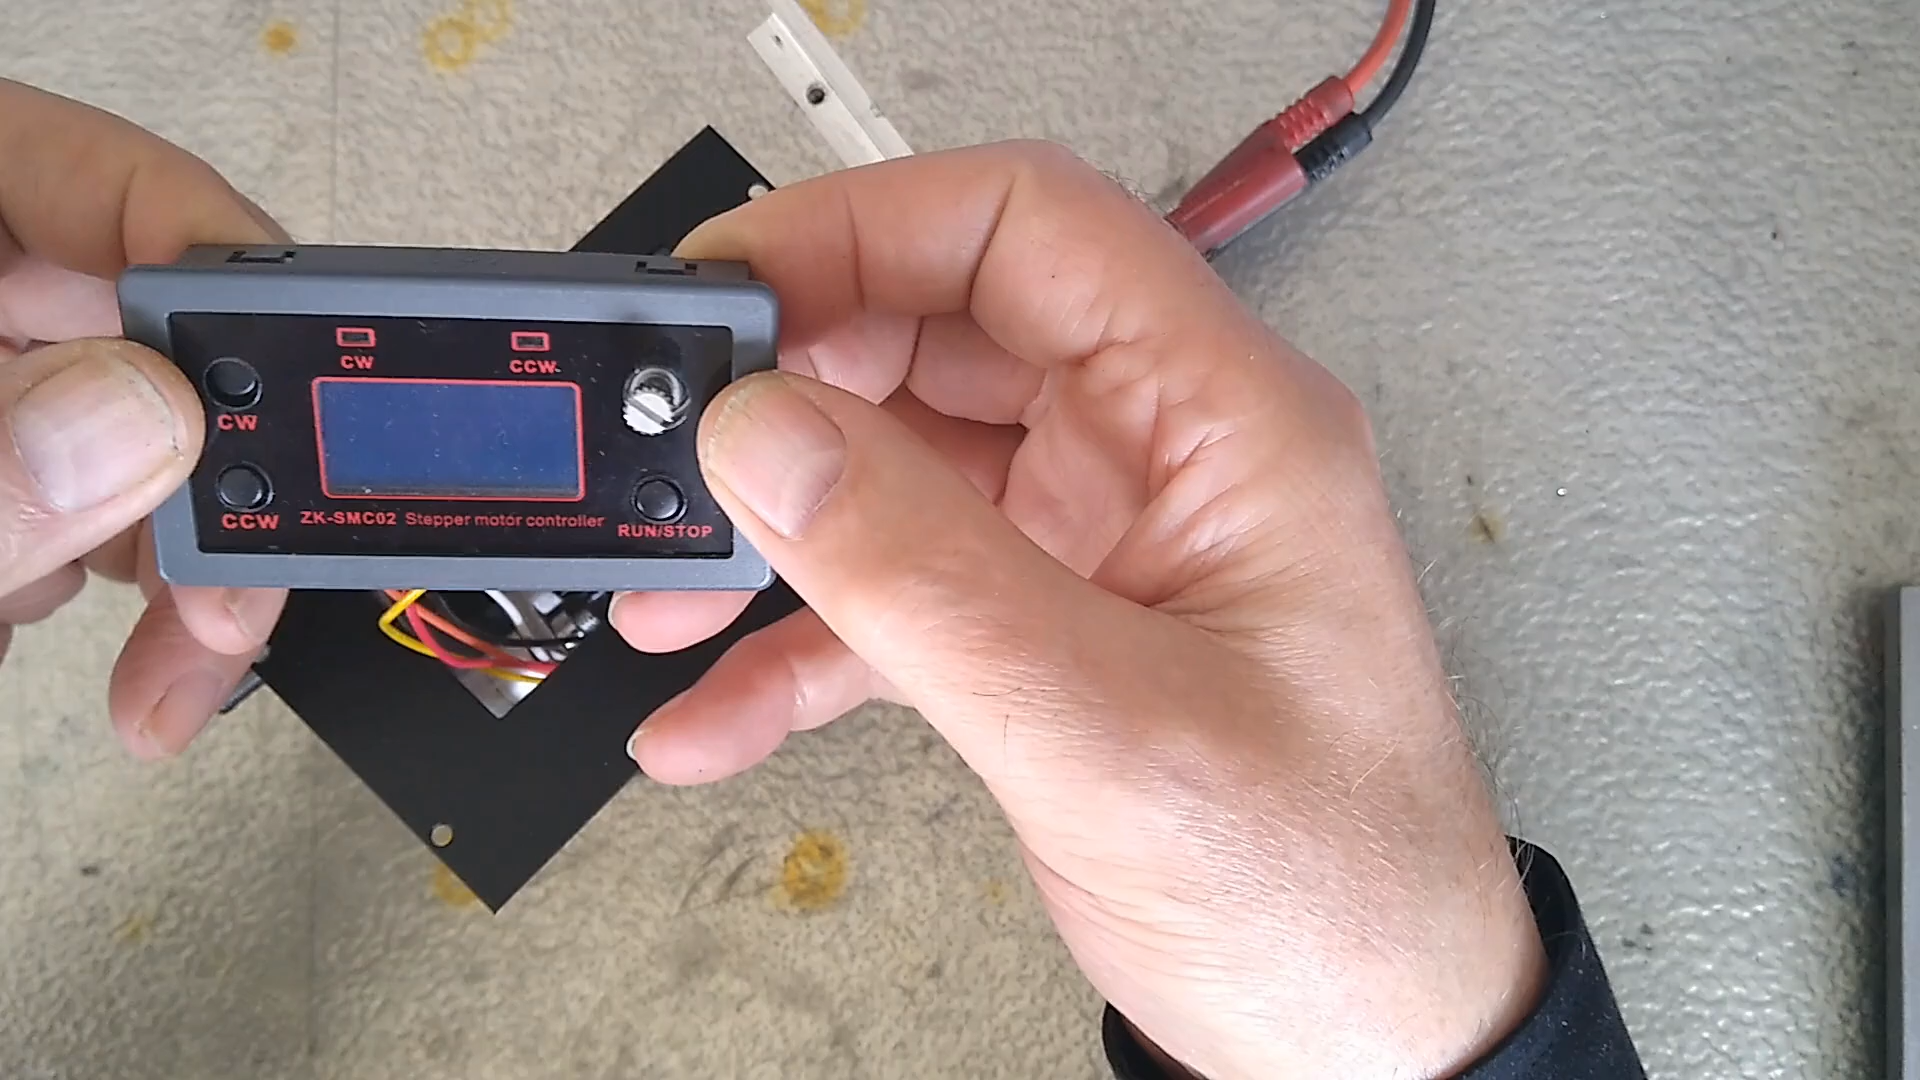 CW
CCW
CW
CCW
ZK-SMC02 Stepper motor controller
RUN/STOP